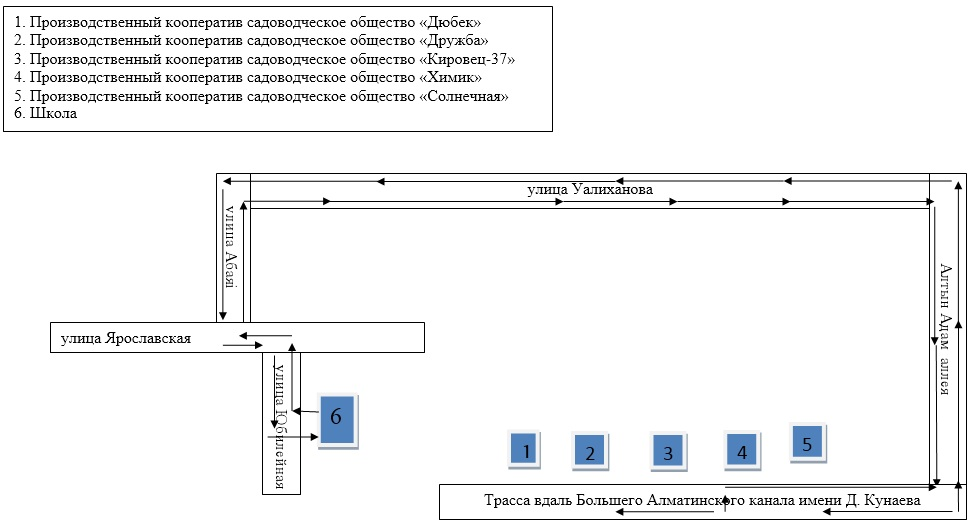 1. Производственный кооператив садоводческое общество «Дюбек»
2. Производственный кооператив садоводческое общество «Дружба»
3. Производственный кооператив садоводческое общество «Кировец-37»
4. Производственный кооператив садоводческое общество «Химик»
5. Производственный кооператив садоводческое общество «Солнечная»
6. Школа
улица Уалиханова
улица Абая
Алтын Адам аллея
улица Ярославская
улица Юбилейная
6
1
2
3
4
5
Трасса вдаль Большего Алматинского канала имени Д. Кунаева